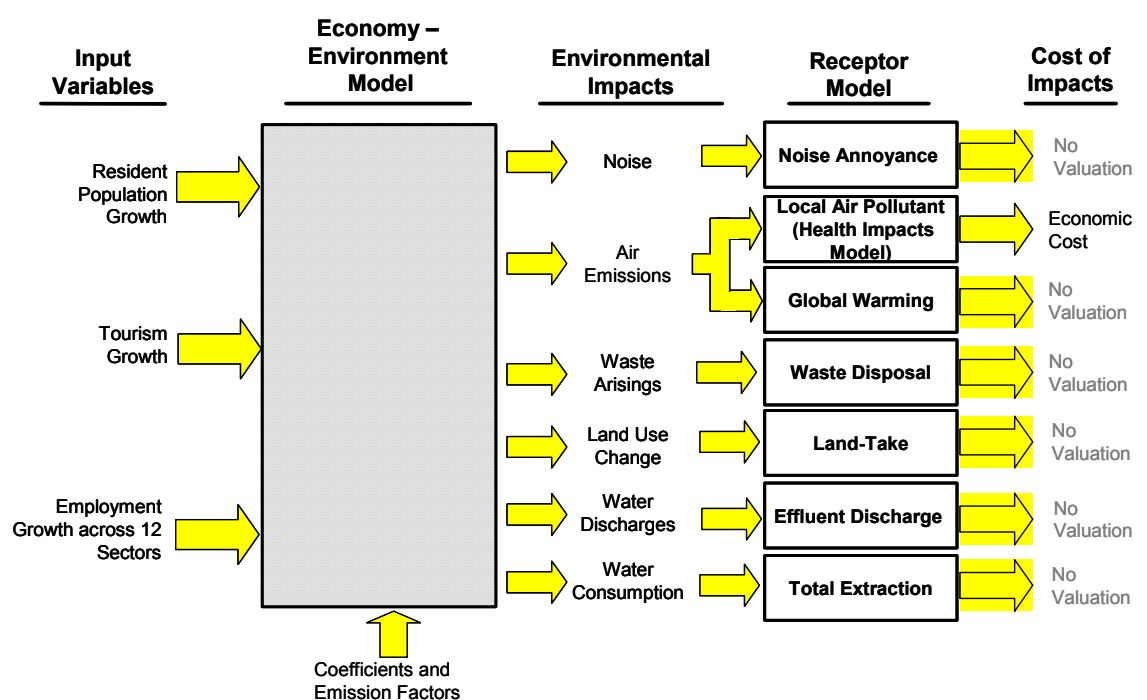 Input
Variables
Economy –
Environment
Model
Environmental
Impacts
Receptor
Model
Cost of
Impacts
Resident
Population
Growth
Tourism
Growth
Employment
Growth across 12
Sectors
Coefficients and
Emission Factors
Noise
Air
Emissions
Waste
Arisings
Land Use
Change
Water
Discharges
Water
Consumption
Noise Annoyance
Local Air Pollutant
(Health Impacts
Model)
Global Warming
Waste Disposal
Land-Take
Effluent Discharge
Total Extraction
No
Valuation
Economic
Cost
No
Valuation
No
Valuation
No
Valuation
No
Valuation
No
Valuation